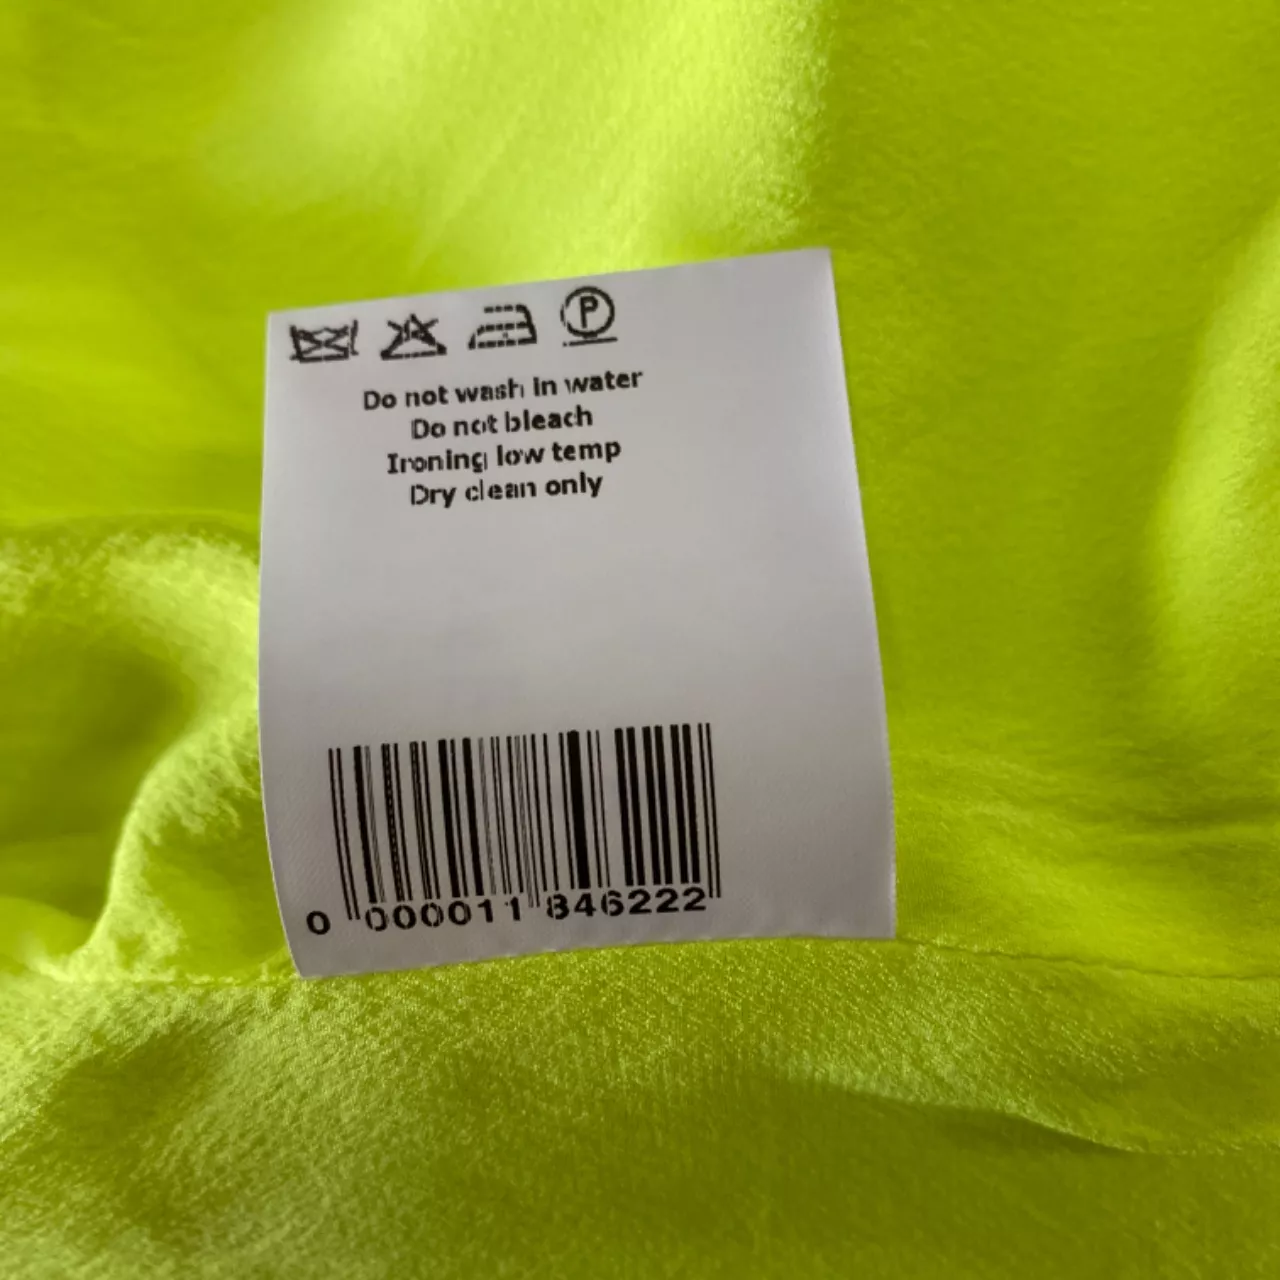 P
Do not wash in water
Do not bleach
Ironing low temp
Dry clean only
0 000011 846222